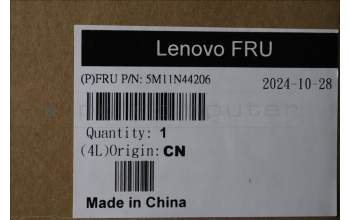 Lenovo FRU
(P)FRU P/N: 5M11N44206
2024-10-28
Quantity: 1
(4L)Origin: CN
Made in China